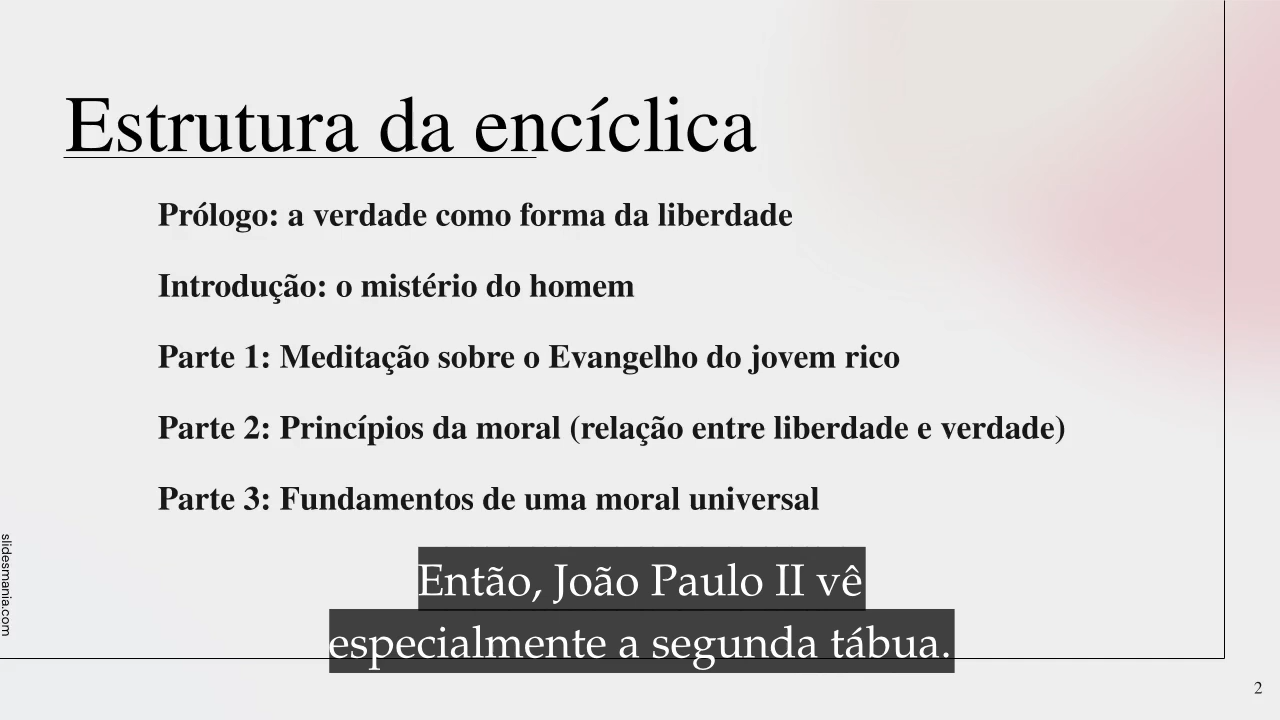 Estrutura da encíclica
Prólogo: a verdade como forma da liberdade
Introdução: o mistério do homem
Parte 1: Meditação sobre o Evangelho do jovem rico
Parte 2: Princípios da moral (relação entre liberdade e verdade)
Parte 3: Fundamentos de uma moral universal
Então, João Paulo II vê
especialmente a segunda tábua.
slidesmania.com
2